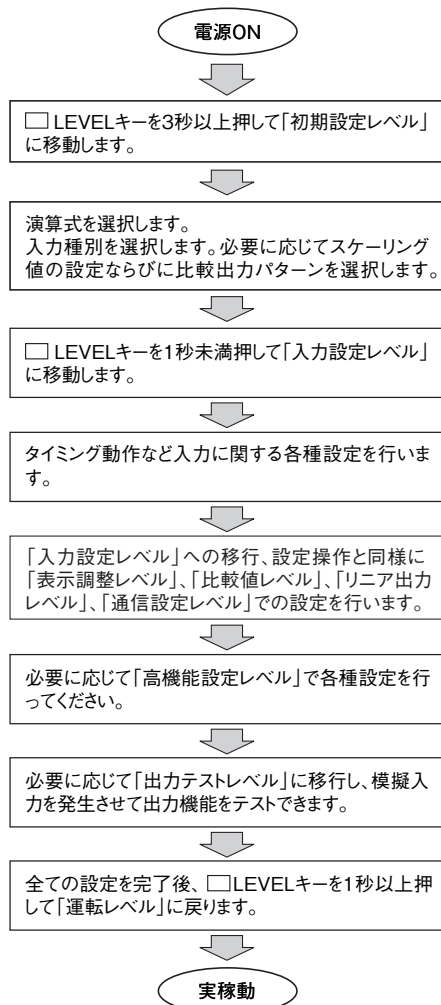 電源ON
□ LEVELキーを3秒以上押して「初期設定レベル」
に移動します。
演算式を選択します。
入力種別を選択します。必要に応じてスケーリング
値の設定ならびに比較出力パターンを選択します。
□ LEVELキーを1秒未満押して「入力設定レベル」
に移動します。
タイミング動作など入力に関する各種設定を行いま
す。
「入力設定レベル」への移行、設定操作と同様に
「表示調整レベル」、「比較値レベル」、「リニア出力
レベル」、「通信設定レベル」での設定を行います。
必要に応じて「高機能設定レベル」で各種設定を行
ってください。
必要に応じて「出力テストレベル」に移行し、模擬入
力を発生させて出力機能をテストできます。
全ての設定を完了後、□LEVELキーを1秒以上押
して「運転レベル」に戻ります。
実稼動